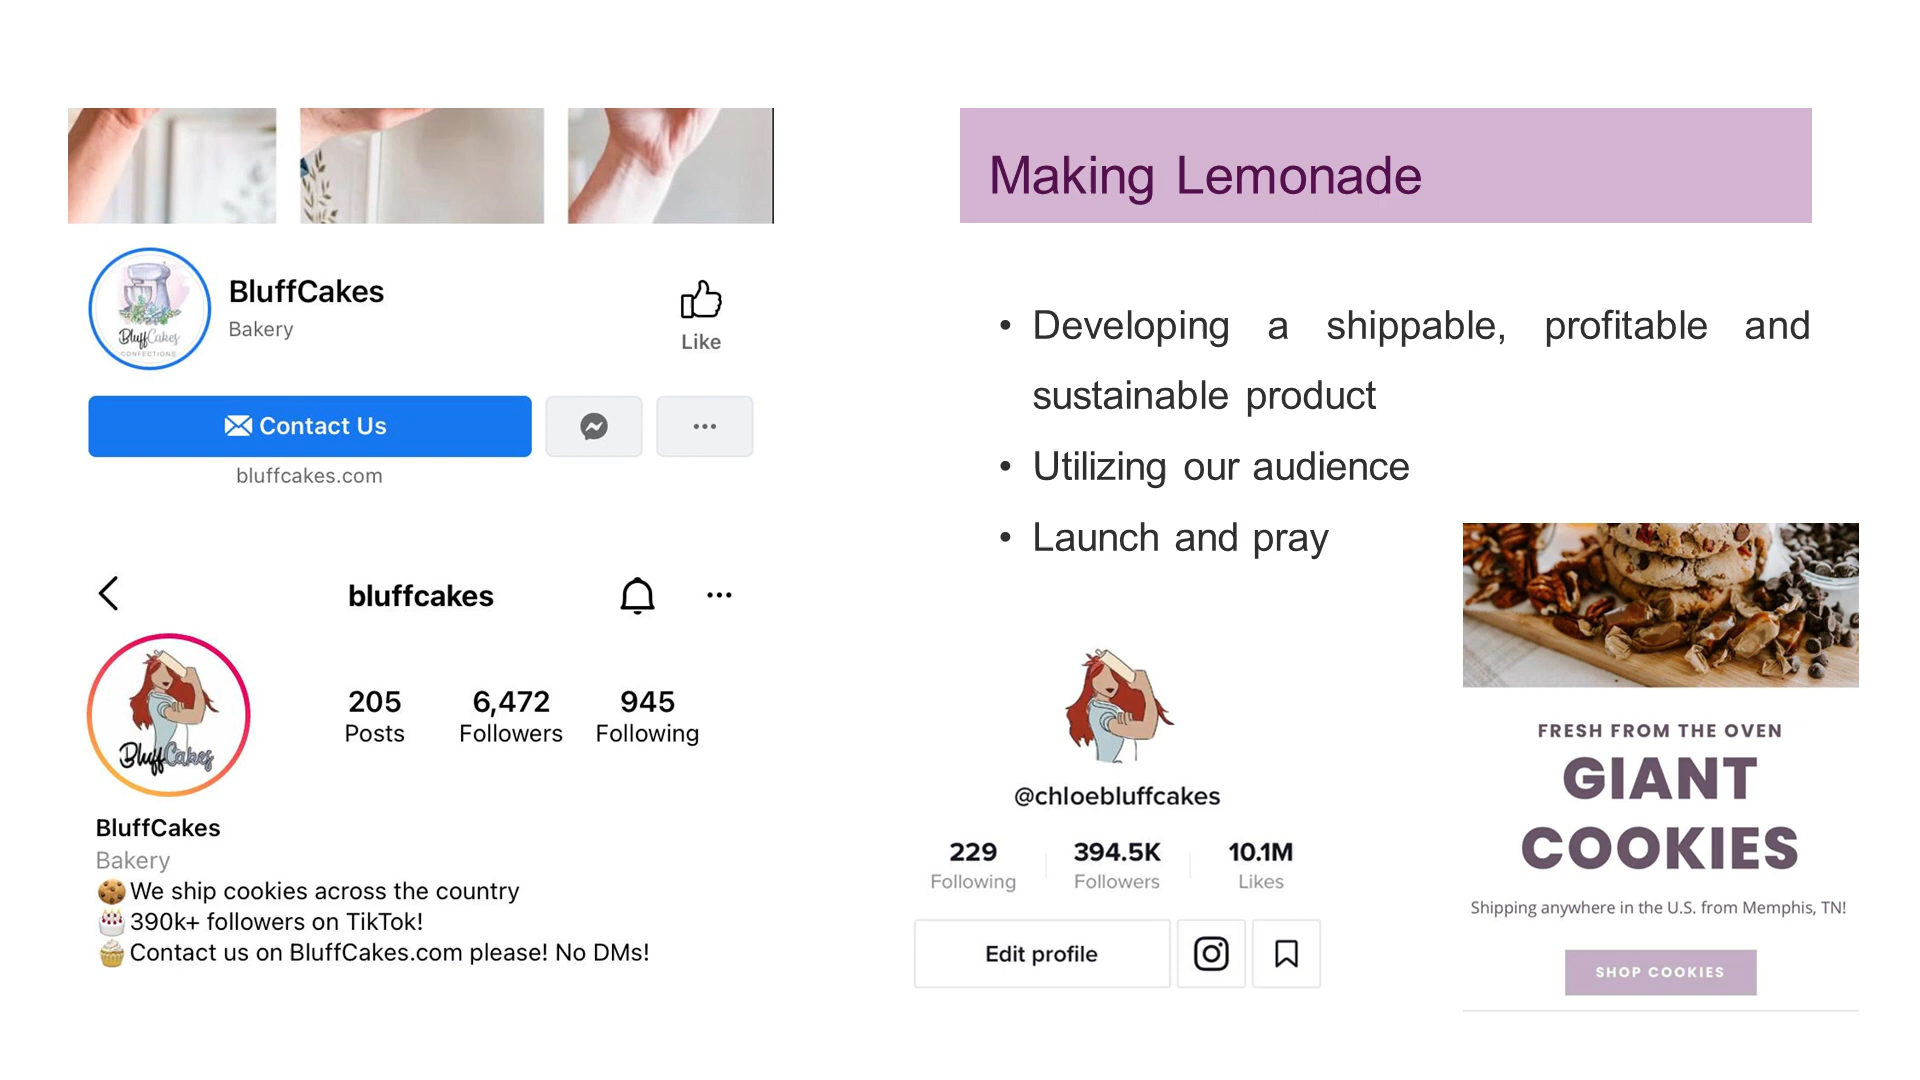 BluffCakes
Bakery
Like
BluffCakes
CONFECTIONS
Contact Us
bluffcakes.com
bluffcakes
205
6,472
945
Posts
Followers
Following
BluffCakes
BluffCakes
Bakery
We ship cookies across the country
390k+ followers on TikTok!
Contact us on BluffCakes.com please! No DMs!
Making Lemonade
• Developing a shippable, profitable and
sustainable product
• Utilizing our audience
• Launch and pray
@chloebluffcakes
229
394.5K
10.1M
Following
Followers
Likes
Edit profile
FRESH FROM THE OVEN
GIANT
COOKIES
Shipping anywhere in the U.S. from Memphis, TN!
SHOP COOKIES